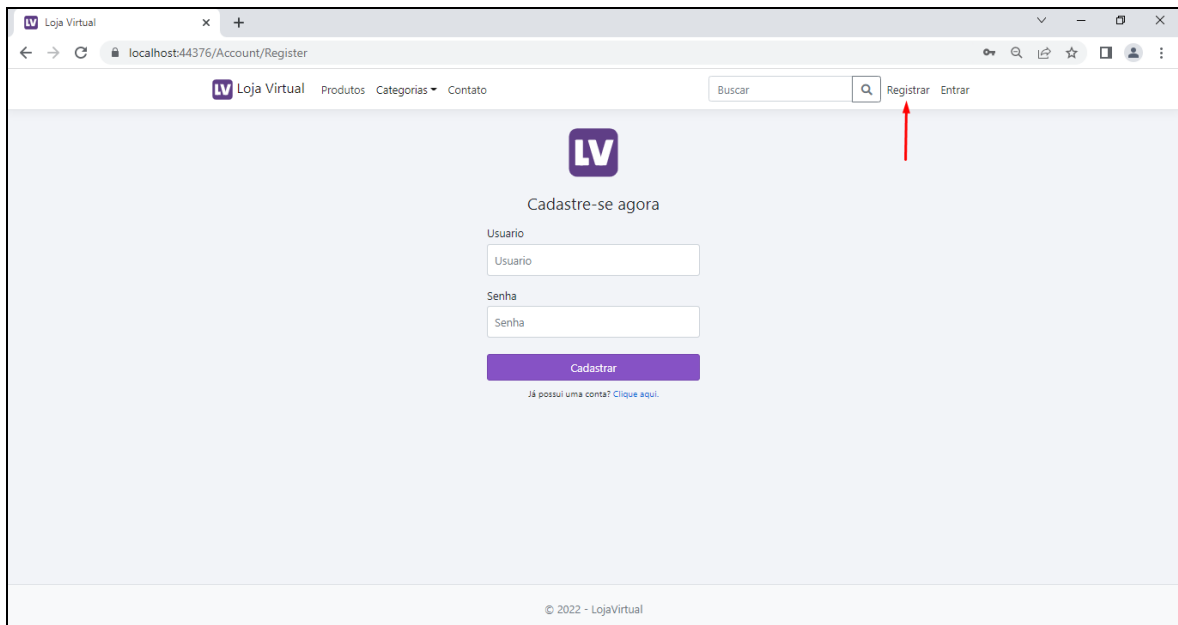 LV Loja Virtual
localhost:44376/Account/Register
LV Loja Virtual Produtos Categorias Contato Buscar Registrar Entrar
LV
Cadastre-se agora
Usuario
Usuario
Senha
Senha
Cadastrar
Já possui uma conta? Clique aqui.
© 2022 - LojaVirtual